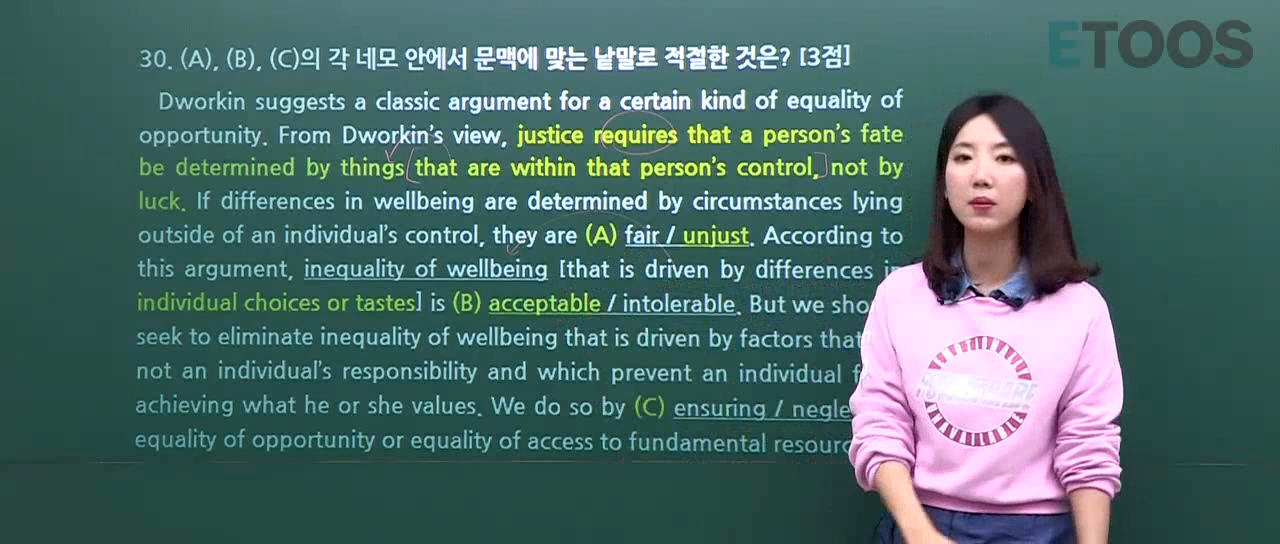 ETOOS
30. (A), (B), (C)의 각 네모 안에서 문맥에 맞는 낱말로 적절한 것은? [3점]
Dworkin suggests a classic argument for a certain kind of equality of
opportunity. From Dworkin's view, justice requires that a person's fate
be determined by things that are within that person's control, not by
luck. If differences in wellbeing are determined by circumstances lying
outside of an individual's control, they are (A) fair / unjust. According to
this argument, inequality of wellbeing [that is driven by differences in
individual choices or tastes] is (B) acceptable / intolerable. But we sho
seek to eliminate inequality of wellbeing that is driven by factors that
not an individual's responsibility and which prevent an individual f
achieving what he or she values. We do so by (C) ensuring / negle
equality of opportunity or equality of access to fundamental resour